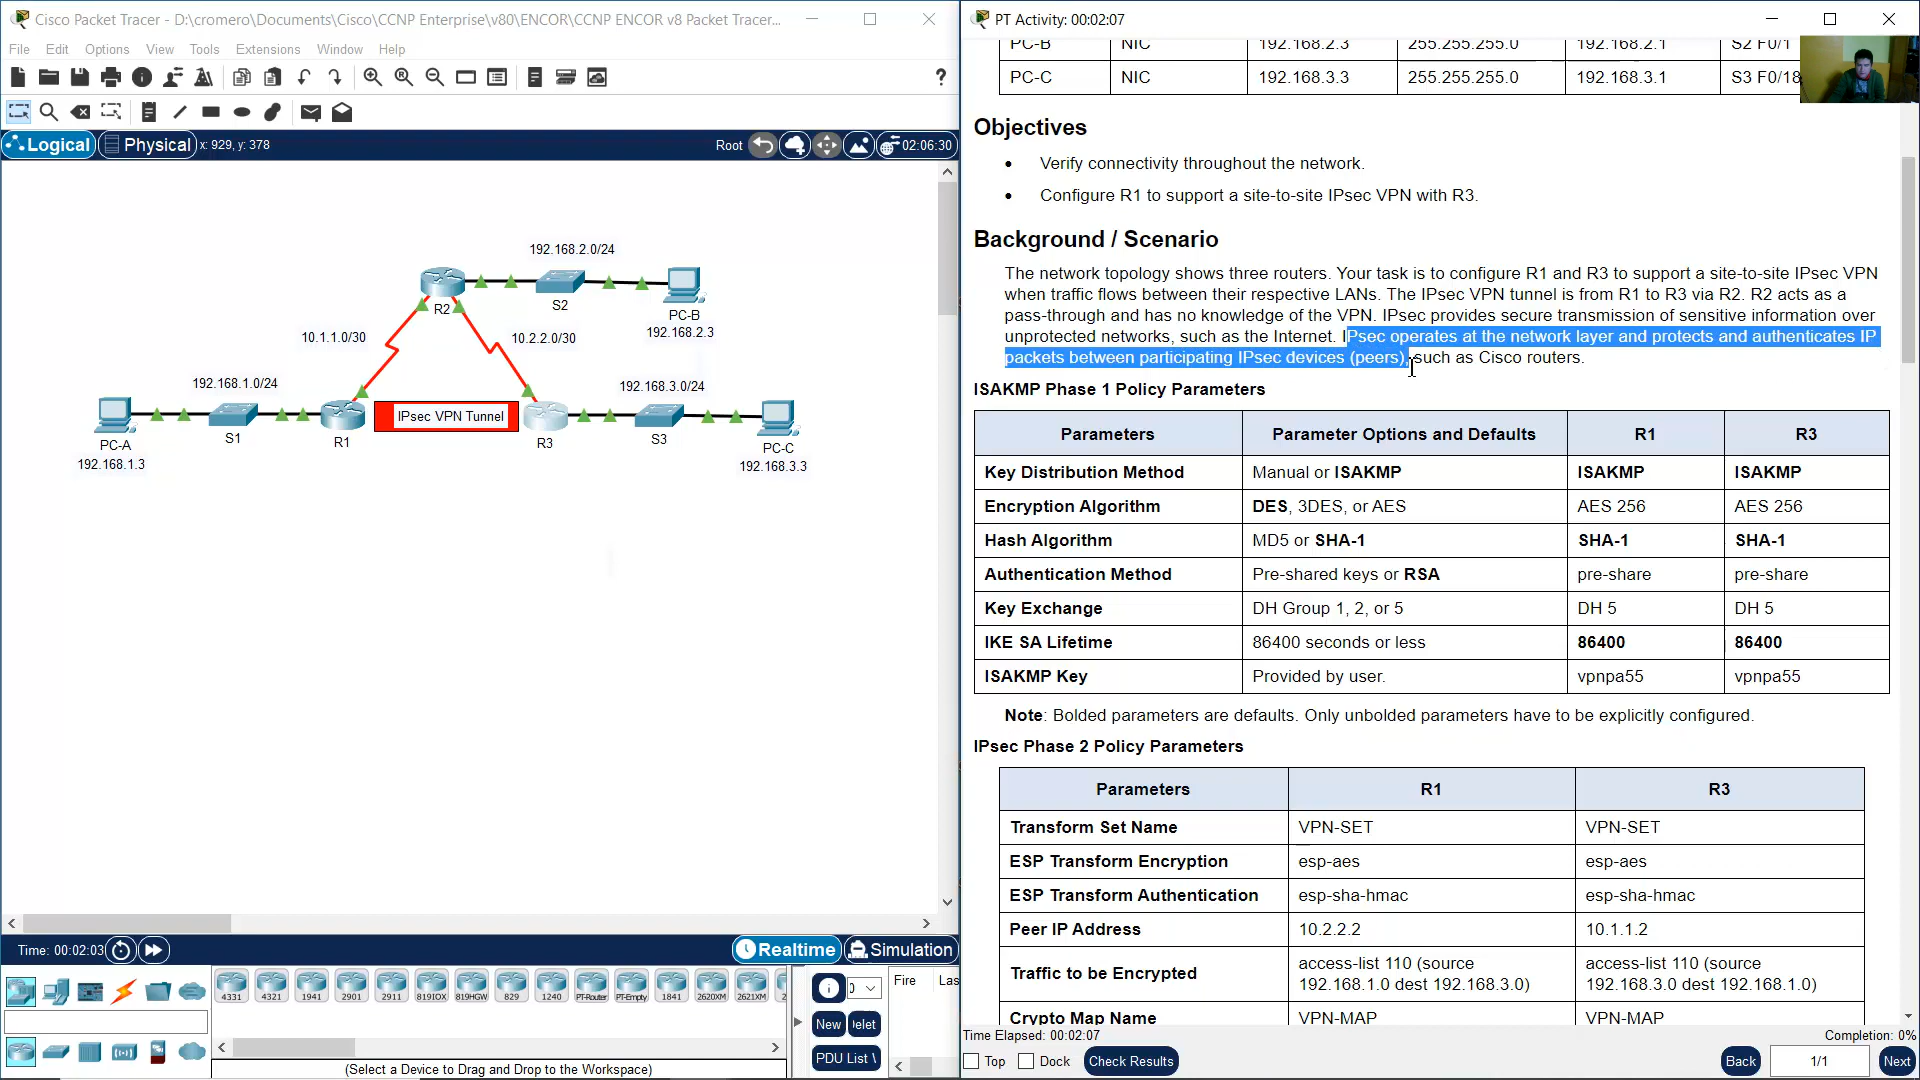 Cisco Packet Tracer - D:\cromero\Documents\Cisco\CCNP Enterprise\v80\ENCOR\CCNP ENCOR v8 Packet Tracer...
File Edit Options View Tools Extensions Window Help
?
Logical Physical x: 929, y: 378 Root 02:06:30
192.168.2.0/24
R2
S2
PC-B
192.168.2.3
10.1.1.0/30
10.2.2.0/30
192.168.1.0/24
192.168.3.0/24
IPsec VPN Tunnel
PC-A
192.168.1.3
S1
R1
R3
S3
PC-C
192.168.3.3
Time: 00:02:03 Realtime Simulation
4331 4321 1941 2901 2911 819IOX 819HGW 829 1240 PT-Router PT-Empty 1841 2620XM 2621XM 2
0
Fire Las
New elet
PDU List \
(Select a Device to Drag and Drop to the Workspace)
PT Activity: 00:02:07
PC-B NIC 192.168.2.3 255.255.255.0 192.168.2.1 S2 F0/1
PC-C NIC 192.168.3.3 255.255.255.0 192.168.3.1 S3 F0/18
Objectives
• Verify connectivity throughout the network.
• Configure R1 to support a site-to-site IPsec VPN with R3.
Background / Scenario
The network topology shows three routers. Your task is to configure R1 and R3 to support a site-to-site IPsec VPN
when traffic flows between their respective LANs. The IPsec VPN tunnel is from R1 to R3 via R2. R2 acts as a
pass-through and has no knowledge of the VPN. IPsec provides secure transmission of sensitive information over
unprotected networks, such as the Internet. IPsec operates at the network layer and protects and authenticates IP
packets between participating IPsec devices (peers), such as Cisco routers.
ISAKMP Phase 1 Policy Parameters
Parameters Parameter Options and Defaults R1 R3
Key Distribution Method Manual or ISAKMP ISAKMP ISAKMP
Encryption Algorithm DES, 3DES, or AES AES 256 AES 256
Hash Algorithm MD5 or SHA-1 SHA-1 SHA-1
Authentication Method Pre-shared keys or RSA pre-share pre-share
Key Exchange DH Group 1, 2, or 5 DH 5 DH 5
IKE SA Lifetime 86400 seconds or less 86400 86400
ISAKMP Key Provided by user. vpnpa55 vpnpa55
Note: Bolded parameters are defaults. Only unbolded parameters have to be explicitly configured.
IPsec Phase 2 Policy Parameters
Parameters R1 R3
Transform Set Name VPN-SET VPN-SET
ESP Transform Encryption esp-aes esp-aes
ESP Transform Authentication esp-sha-hmac esp-sha-hmac
Peer IP Address 10.2.2.2 10.1.1.2
Traffic to be Encrypted access-list 110 (source access-list 110 (source
192.168.1.0 dest 192.168.3.0) 192.168.3.0 dest 192.168.1.0)
Crypto Map Name VPN-MAP VPN-MAP
Time Elapsed: 00:02:07 Completion: 0%
Top Dock Check Results Back 1/1 Next